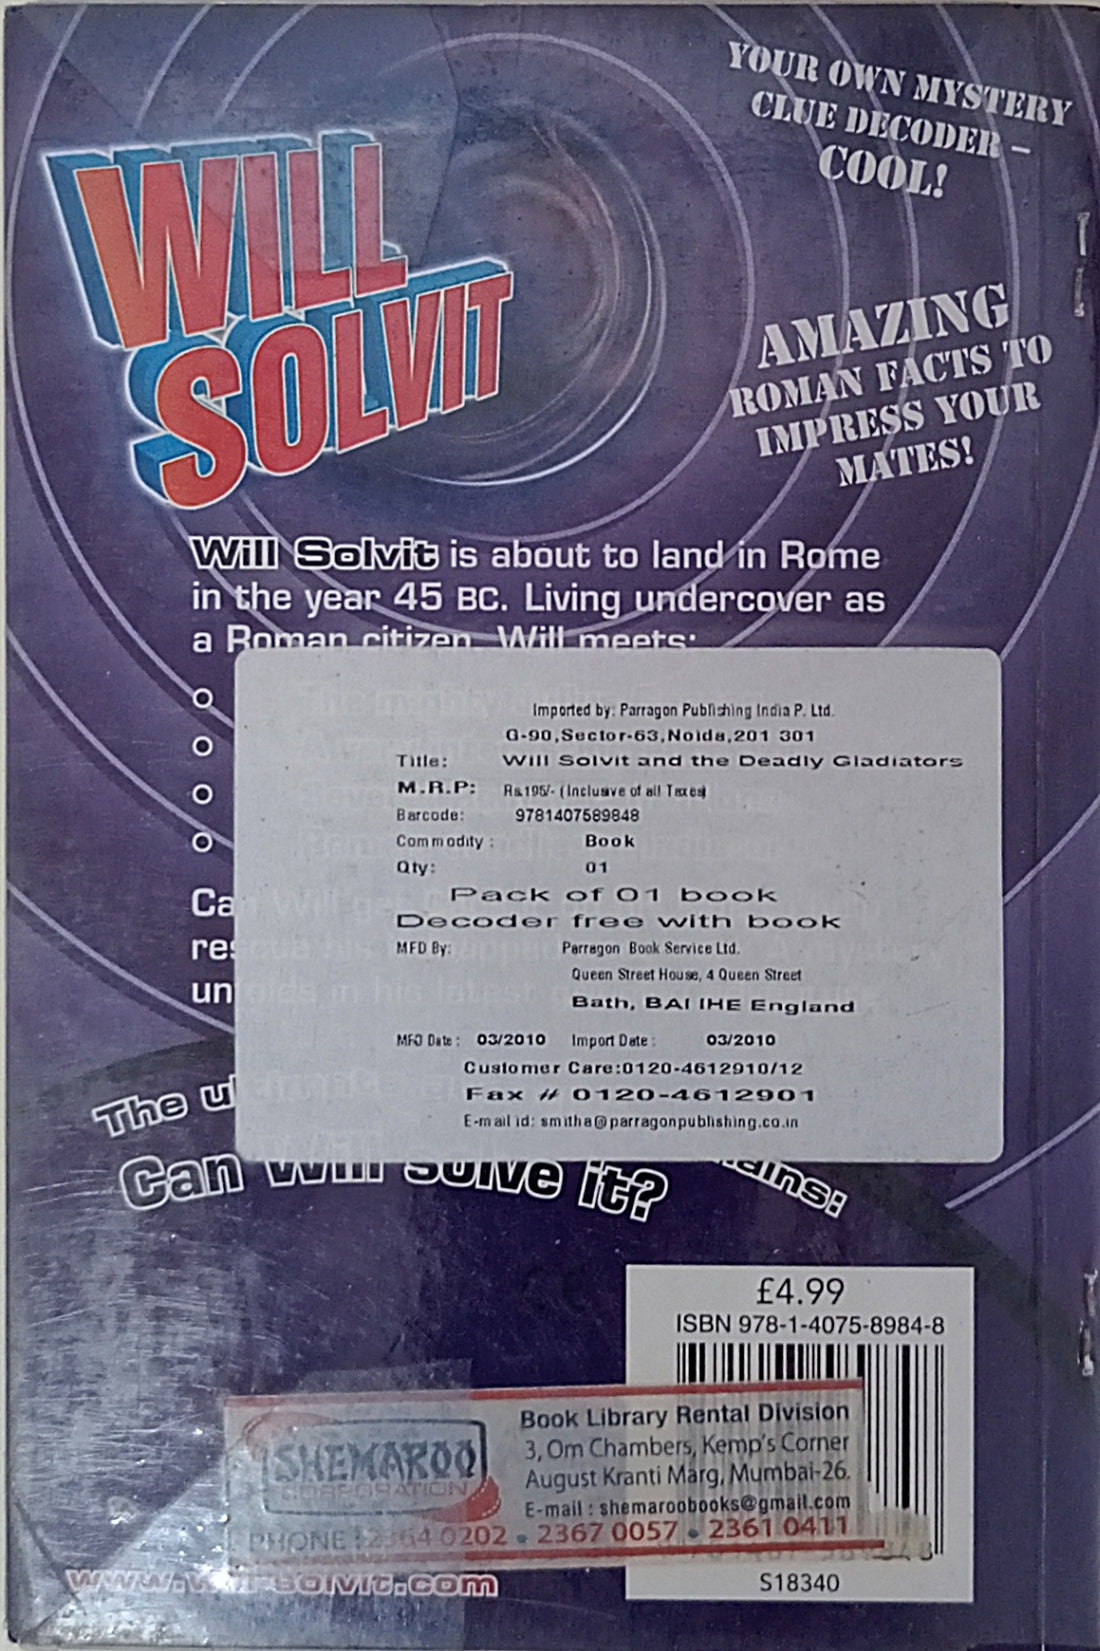 YOUR OWN MYSTERY
CLUE DECODER –
COOL!
WILL
SOLVIT
AMAZING
ROMAN FACTS TO
IMPRESS YOUR
MATES!
Will Solvit is about to land in Rome
in the year 45 BC. Living undercover as
a Roman citizen, Will meets:
Imported by: Parragon Publishing India P. Ltd.
G-90,Sector-63,Noida,201 301
Title: Will Solvit and the Deadly Gladiators
M.R.P: Rs.195/- (Inclusive of all Taxes)
Barcode: 9781407589848
Commodity : Book
Qty: 01
Pack of 01 book
Decoder free with book
MFD By: Parragon Book Service Ltd.
Queen Street House, 4 Queen Street
Bath, BAI IHE England
MFD Date : 03/2010 Import Date : 03/2010
Customer Care:0120-4612910/12
Fax # 0120-4612901
E-mail id: smitha@parragonpublishing.co.in
The
Can Will solve it?
£4.99
ISBN 978-1-4075-8984-8
SHEMAROO
CORPORATION
Book Library Rental Division
3, Om Chambers, Kemp's Corner
August Kranti Marg, Mumbai-26.
E-mail : shemaroobooks@gmail.com
PHONE : 2364 0202 • 2367 0057 • 2361 0411
www.will-solvit.com
S18340